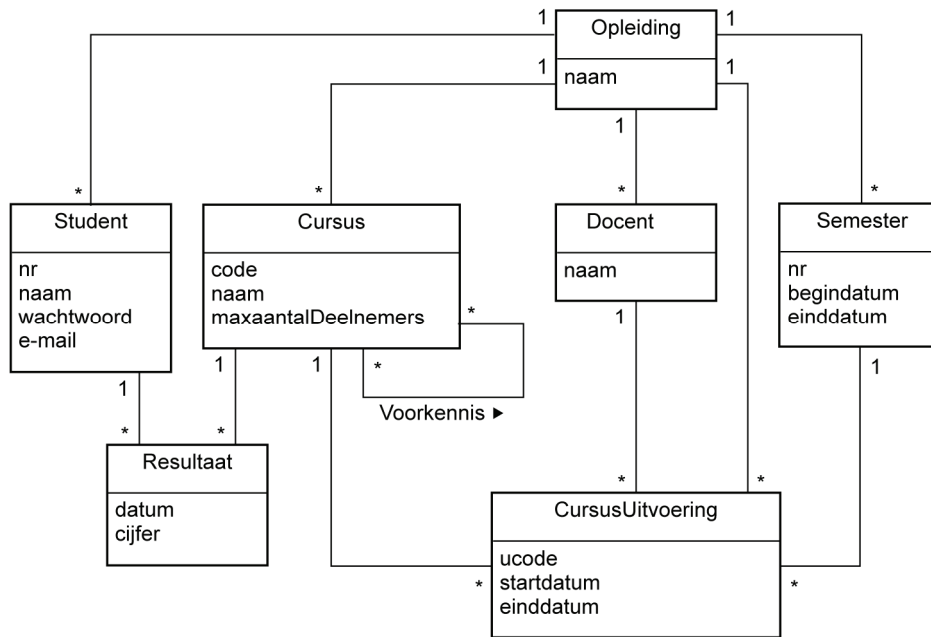 1
1
Opleiding
1
1
naam
1
*
*
*
*
Student
nr
naam
wachtwoord
e-mail
Cursus
code
naam
maxaantalDeelnemers
Docent
naam
Semester
nr
begindatum
einddatum
*
1
1
1
*
1
1
Voorkennis ►
*
*
Resultaat
datum
cijfer
*
*
CursusUitvoering
ucode
startdatum
einddatum
*
*